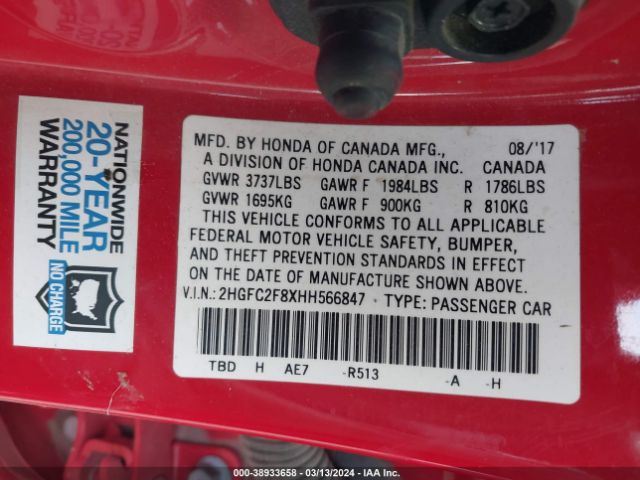 NATIONWIDE
20-YEAR
200,000 MILE
WARRANTY
NO CHARGE
MFD. BY HONDA OF CANADA MFG., 08/'17
A DIVISION OF HONDA CANADA INC. CANADA
GVWR 3737LBS GAWR F 1984LBS R 1786LBS
GVWR 1695KG GAWR F 900KG R 810KG
THIS VEHICLE CONFORMS TO ALL APPLICABLE
FEDERAL MOTOR VEHICLE SAFETY, BUMPER,
AND THEFT PREVENTION STANDARDS IN EFFECT
ON THE DATE OF MANUFACTURE SHOWN ABOVE.
V.I.N.: 2HGFC2F8XHH566847 TYPE: PASSENGER CAR
TBD H AE7 -R513 -A -H
000-38933658 - 03/13/2024 - IAA Inc.